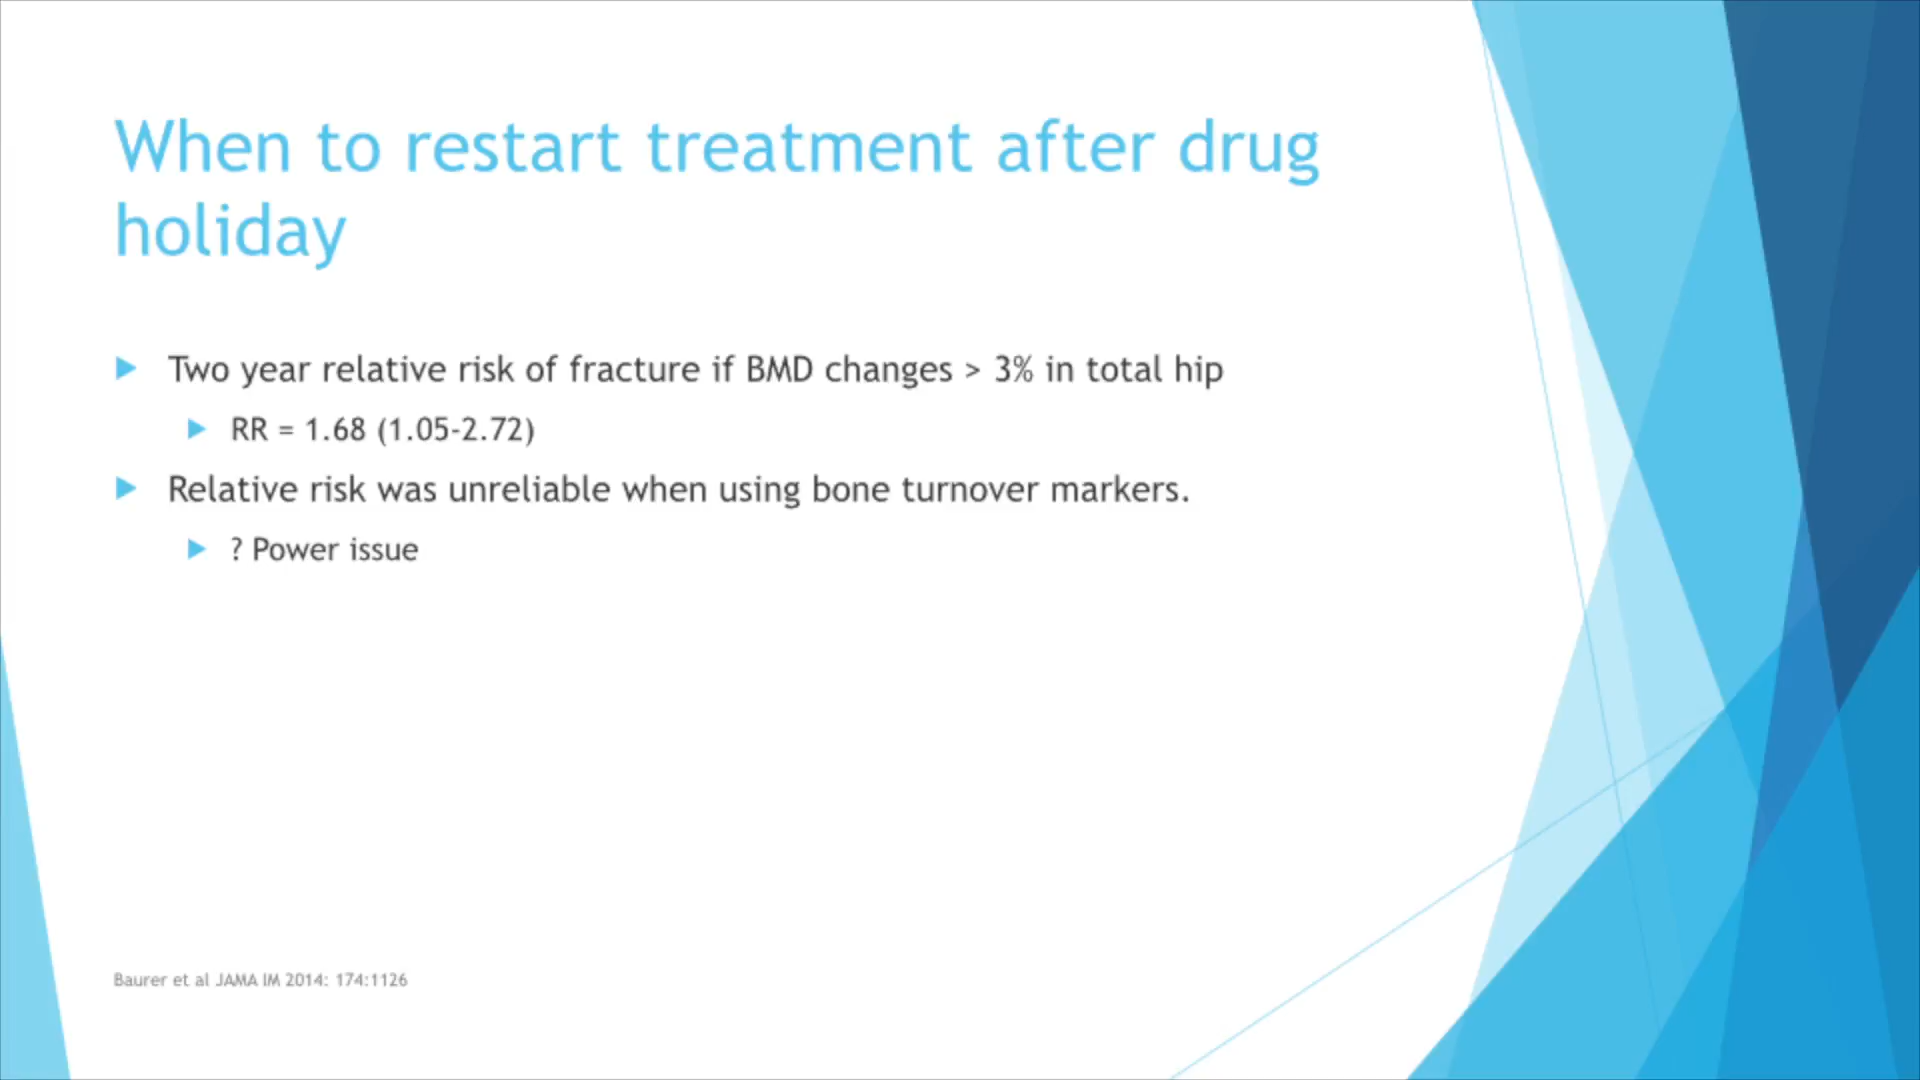 When to restart treatment after drug
holiday
Two year relative risk of fracture if BMD changes > 3% in total hip
RR = 1.68 (1.05-2.72)
Relative risk was unreliable when using bone turnover markers.
? Power issue
Baurer et al JAMA IM 2014: 174:1126